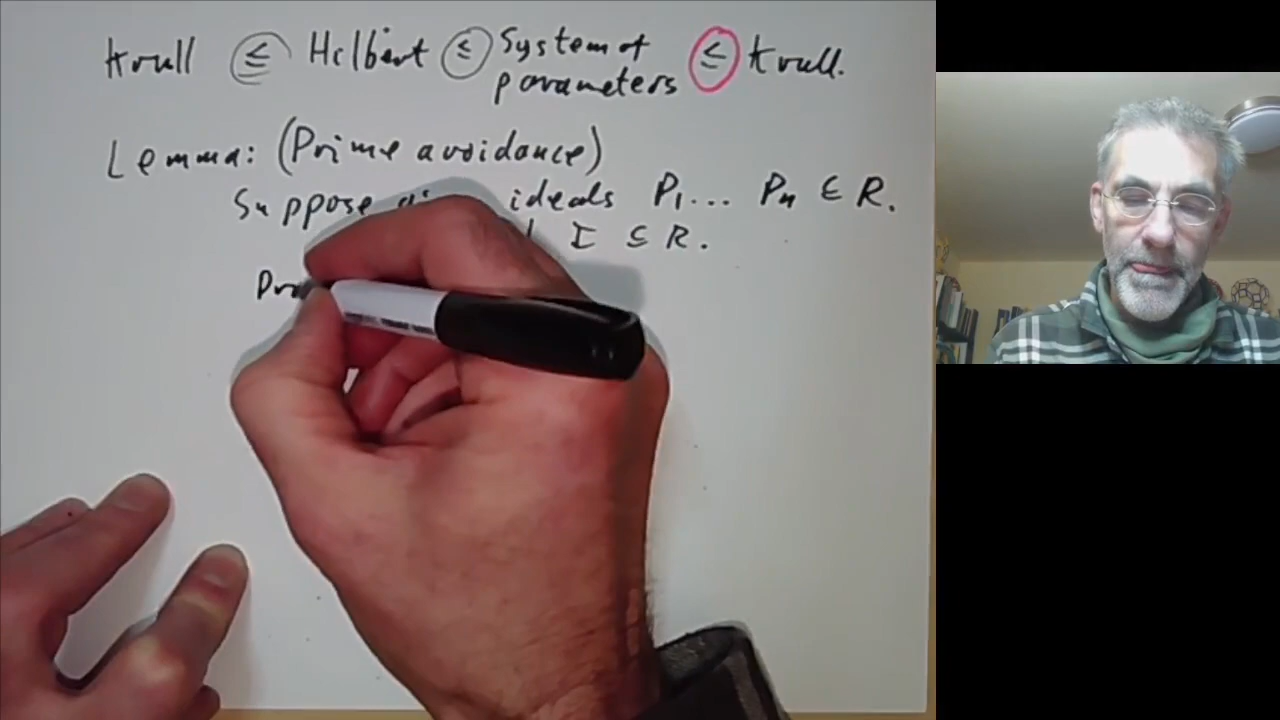 Krull ≤ Hilbert ≤ System of parameters ≤ Krull.
Lemma: (Prime avoidance)
Suppose ideals P₁... Pₙ ∈ R.
I ⊆ R.